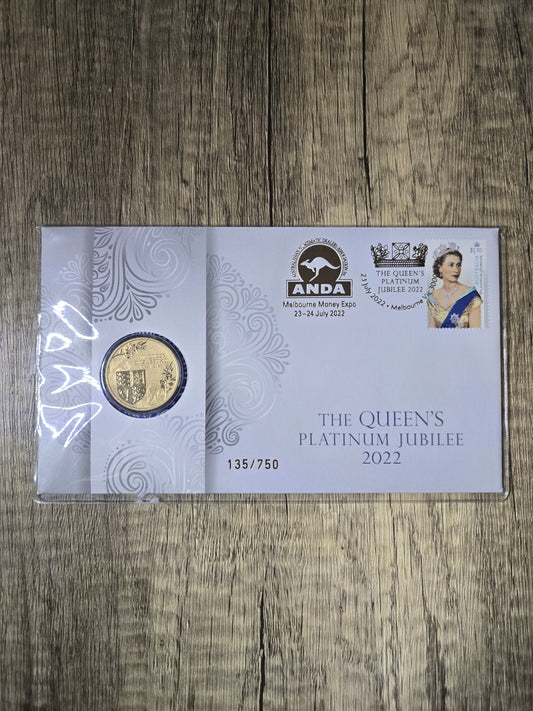 ANDA
Melbourne Money Expo
23-24 July 2022
THE QUEEN'S
PLATINUM
JUBILEE 2022
23 July 2022 • Melbourne
$1.10
THE QUEEN'S
PLATINUM JUBILEE
2022
135/750